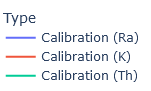 Type
Calibration (Ra)
Calibration (K)
Calibration (Th)